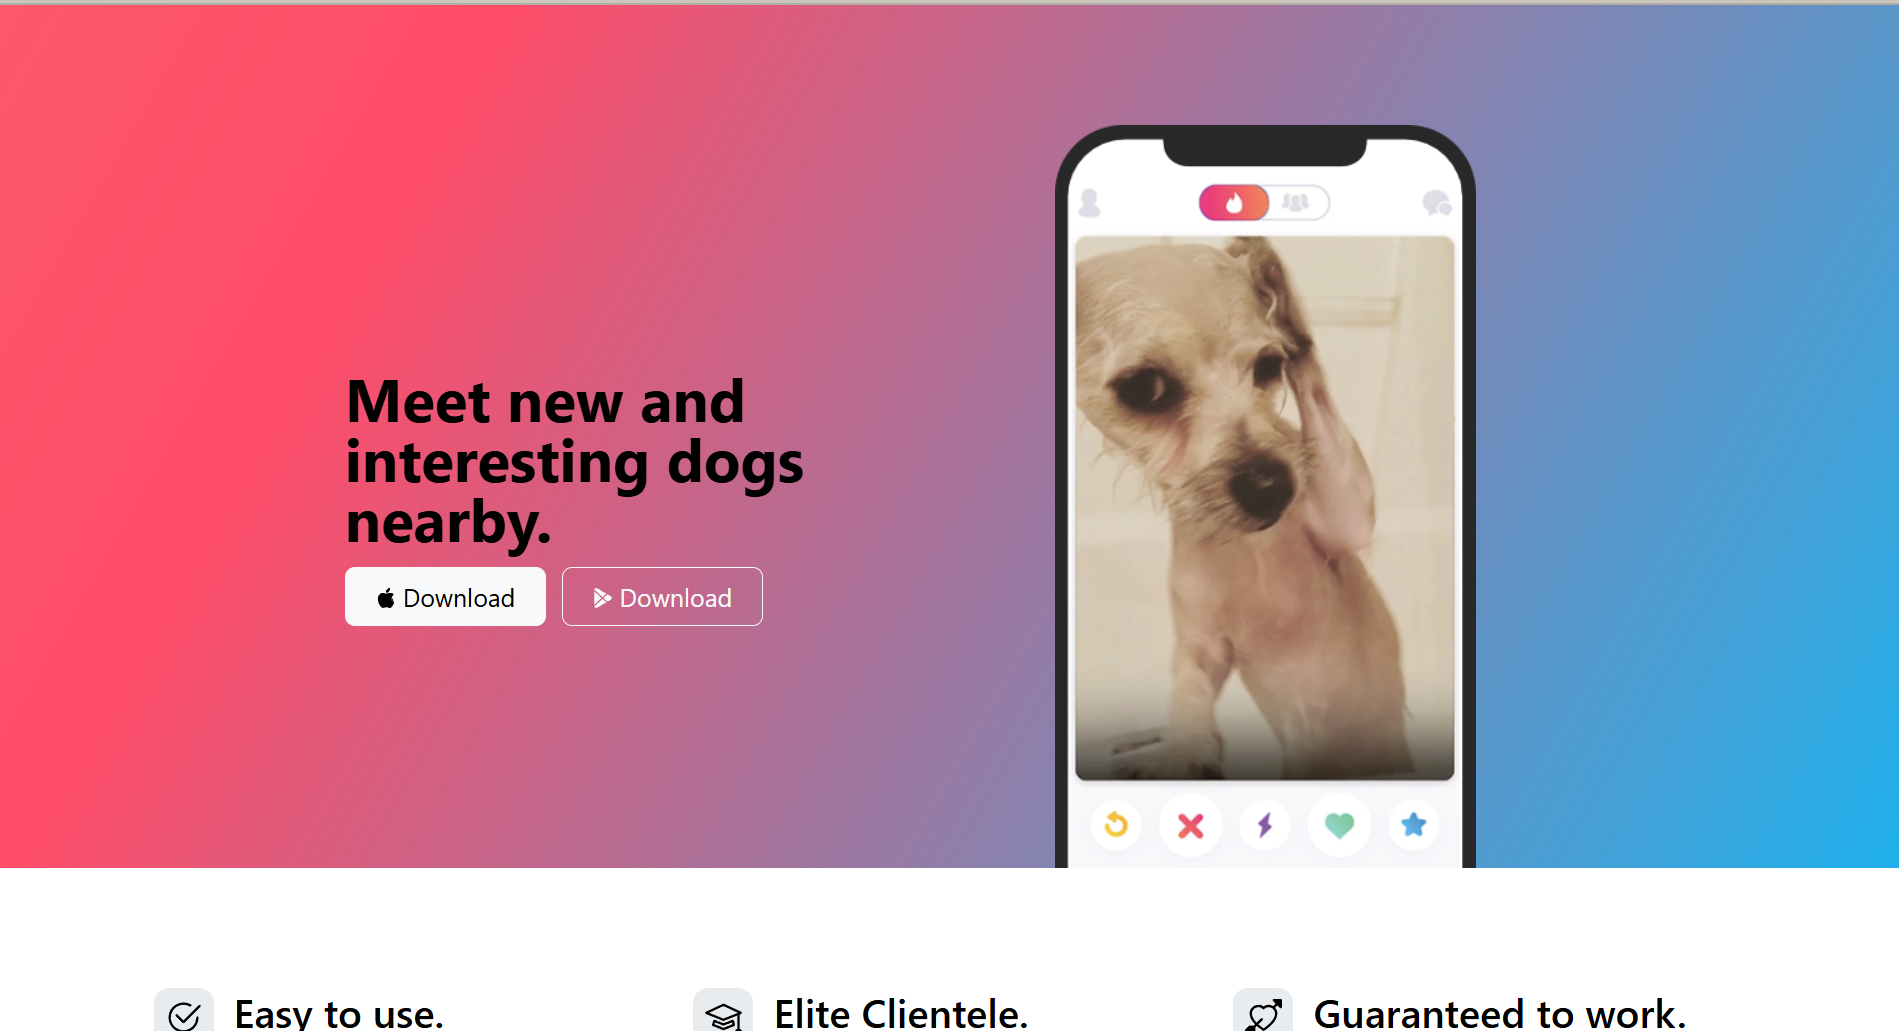 Meet new and
interesting dogs
nearby.
Download
Download
Easy to use.
Elite Clientele.
Guaranteed to work.